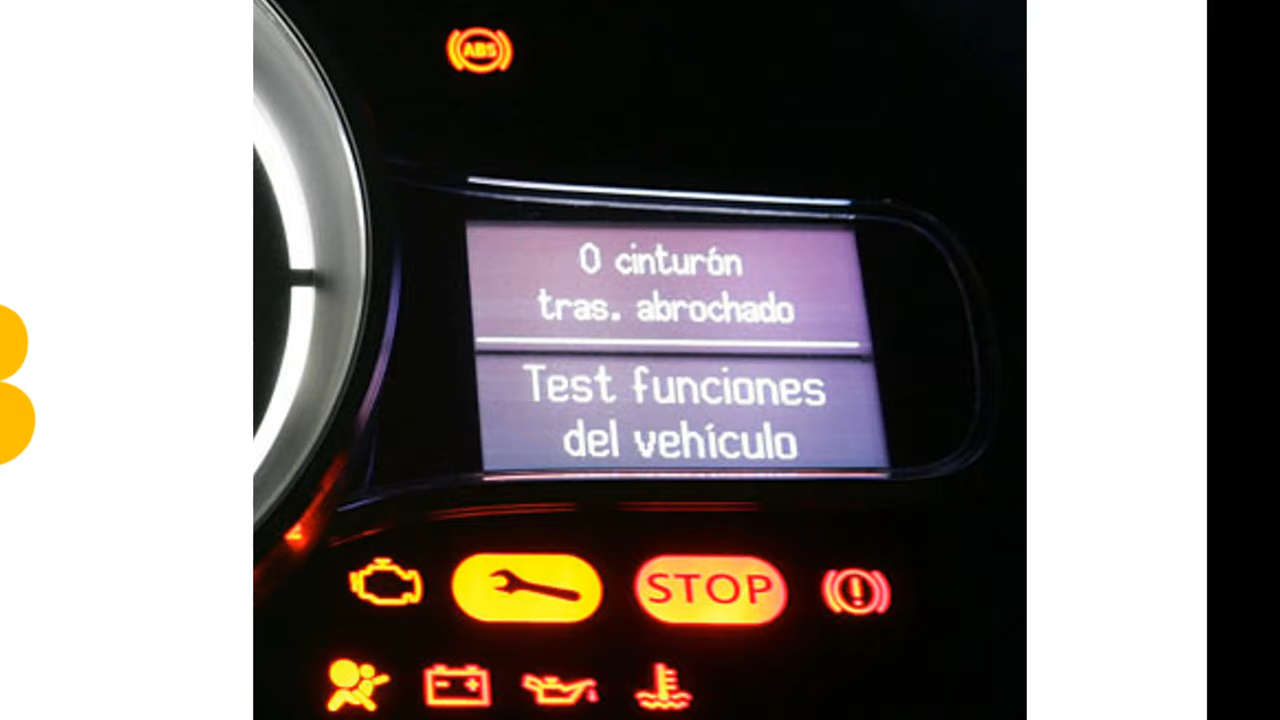 ABS
0 cinturón
tras. abrochado
Test funciones
del vehículo
STOP